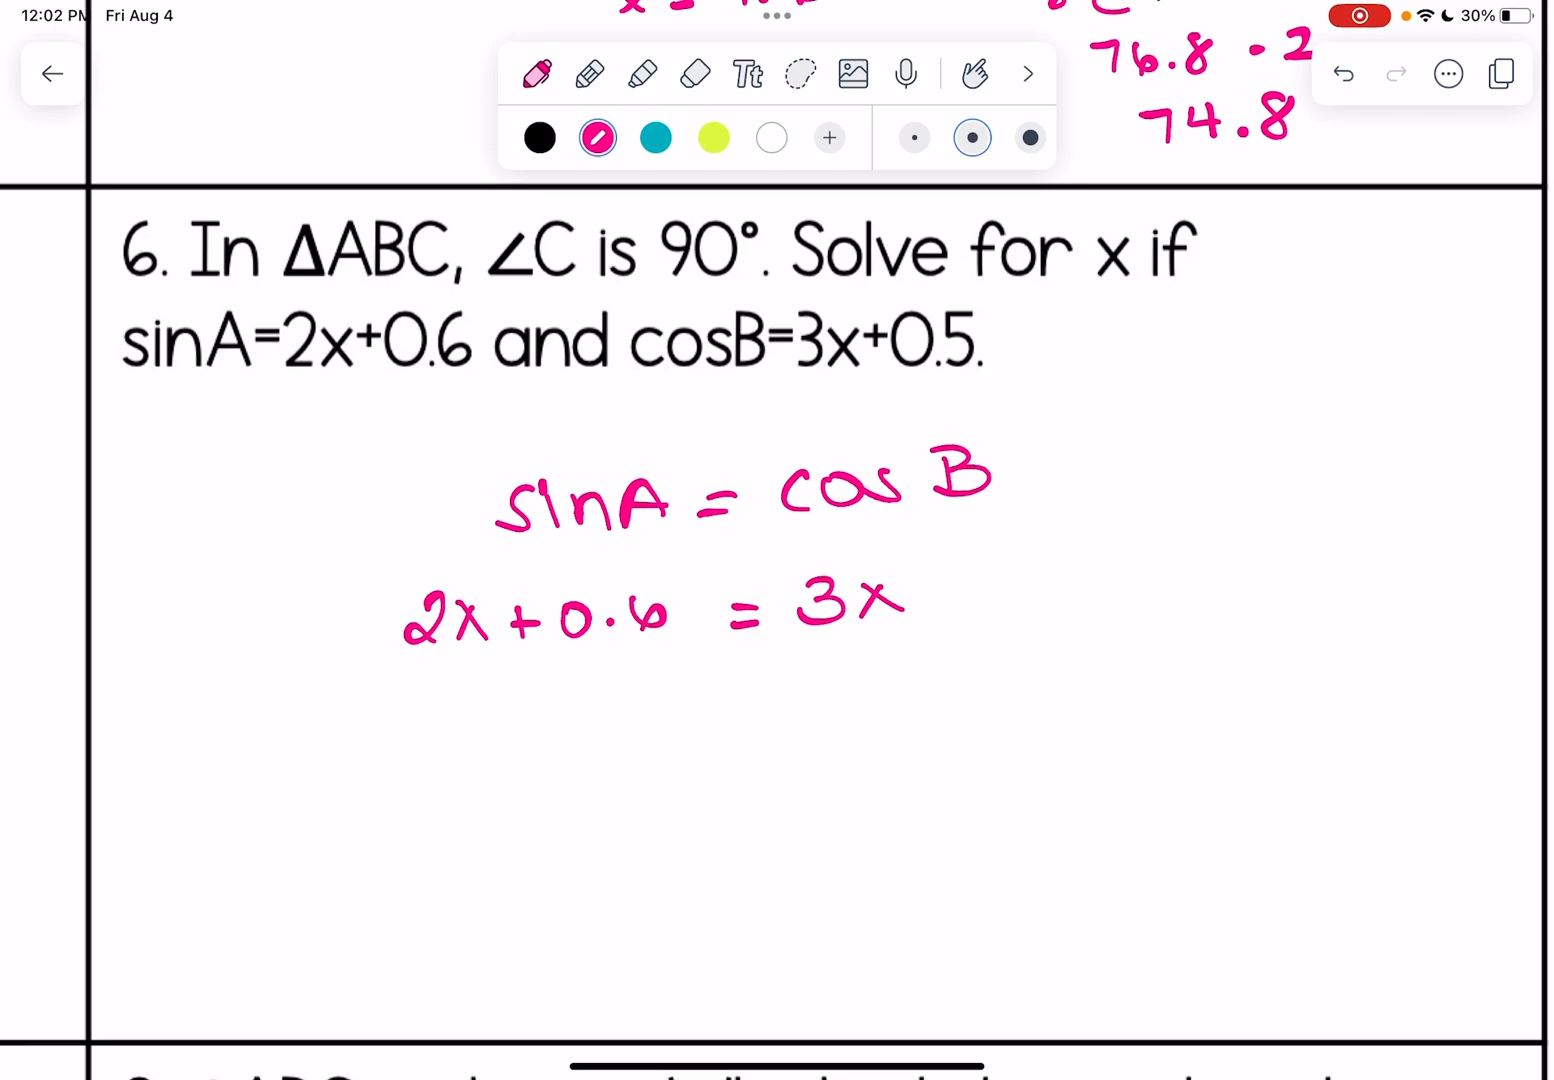 12:02 PM Fri Aug 4
30%
Tt
76.8 - 2
74.8
6. In ΔABC, ∠C is 90°. Solve for x if
sinA=2x+0.6 and cosB=3x+0.5.
sinA = cos B
2x + 0.6 = 3x